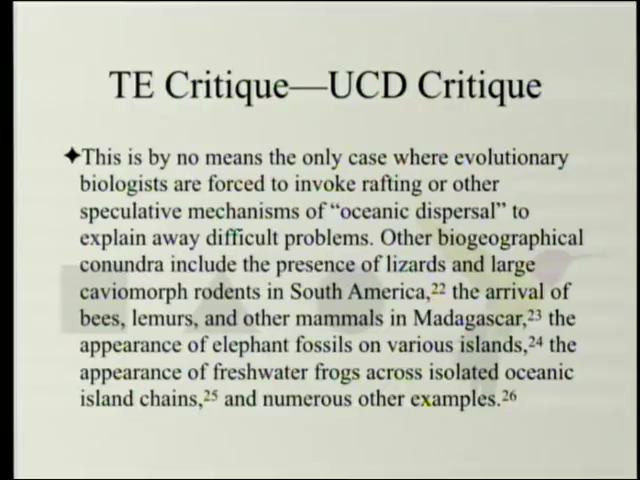 TE Critique—UCD Critique
✦This is by no means the only case where evolutionary
biologists are forced to invoke rafting or other
speculative mechanisms of “oceanic dispersal” to
explain away difficult problems. Other biogeographical
conundra include the presence of lizards and large
caviomorph rodents in South America,22 the arrival of
bees, lemurs, and other mammals in Madagascar,23 the
appearance of elephant fossils on various islands,24 the
appearance of freshwater frogs across isolated oceanic
island chains,25 and numerous other examples.26